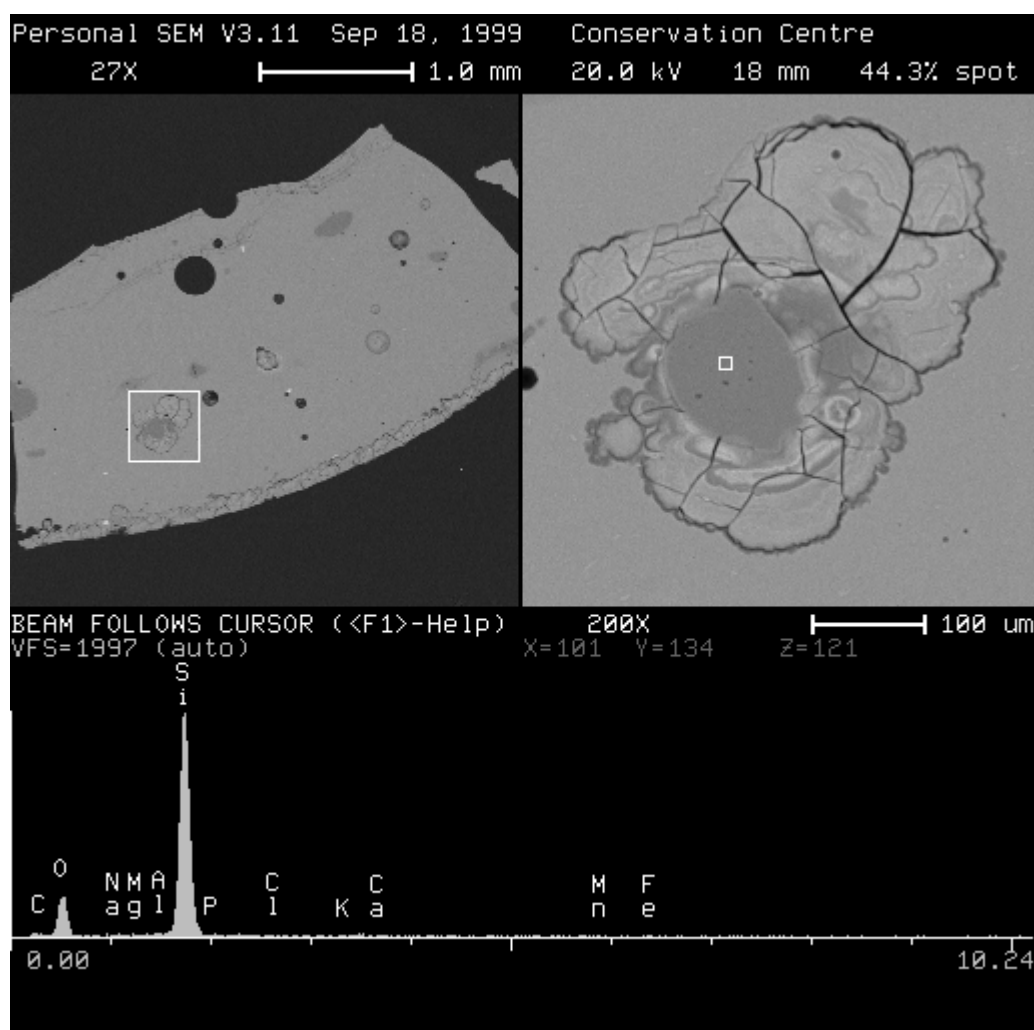 Personal SEM V3.11 Sep 18, 1999 Conservation Centre
27X 1.0 mm 20.0 kV 18 mm 44.3% spot
BEAM FOLLOWS CURSOR (<F1>-Help) 200X 100 um
VFS=1997 (auto) X=101 Y=134 Z=121
Si
C O Na Mg Al P Cl K Ca Mn Fe
0.00 10.24